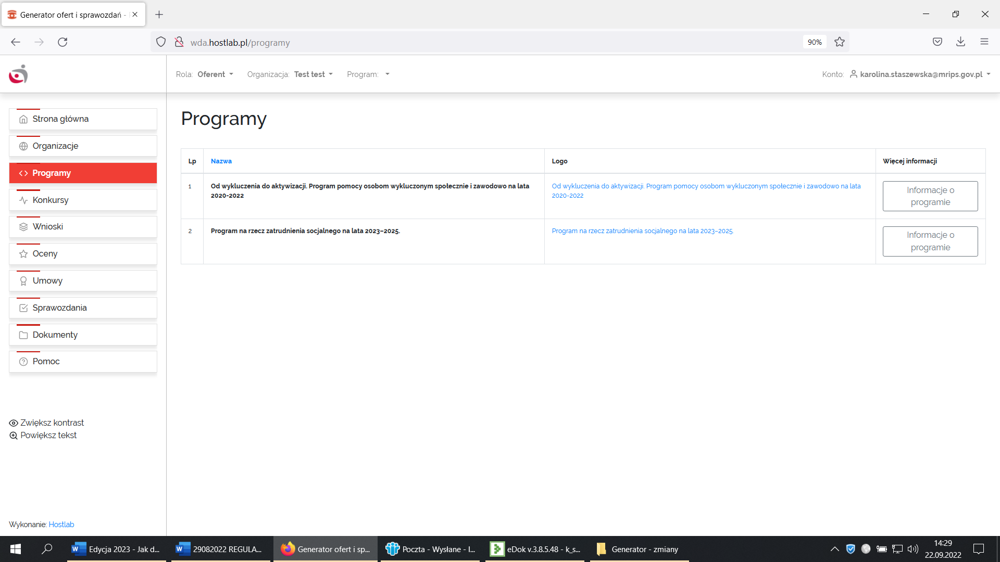 Generator ofert i sprawozdań -
wda.hostlab.pl/programy
90%
Rola: Oferent
Organizacja: Test test
Program:
Konto: karolina.staszewska@mrips.gov.pl
Strona główna
Organizacje
Programy
Konkursy
Wnioski
Oceny
Umowy
Sprawozdania
Dokumenty
Pomoc
Zwiększ kontrast
Powiększ tekst
Wykonanie: Hostlab
Programy
Lp Nazwa Logo Więcej informacji
1
Od wykluczenia do aktywizacji. Program pomocy osobom wykluczonym społecznie i zawodowo na lata
2020-2022
Od wykluczenia do aktywizacji. Program pomocy osobom wykluczonym społecznie i zawodowo na lata
2020-2022
Informacje o
programie
2
Program na rzecz zatrudnienia socjalnego na lata 2023–2025.
Program na rzecz zatrudnienia socjalnego na lata 2023–2025.
Informacje o
programie
Edycja 2023 - Jak d...
29082022 REGULA...
Generator ofert i sp...
Poczta - Wysłane - I...
eDok v.3.8.5.48 - k_s...
Generator - zmiany
14:29
22.09.2022